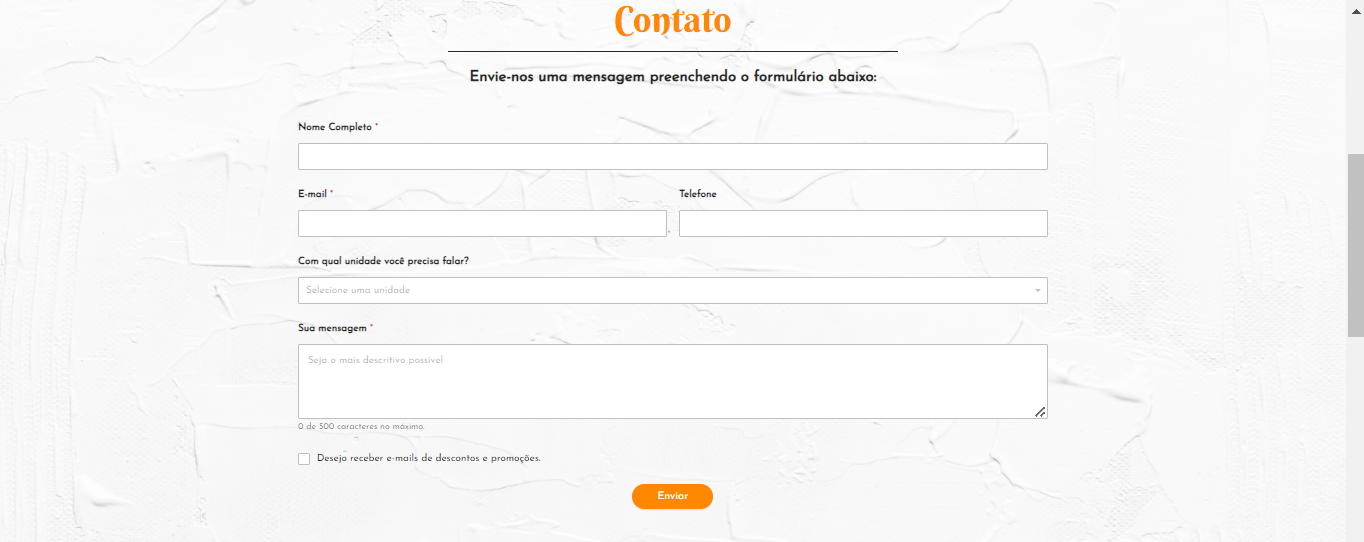 Contato
Envie-nos uma mensagem preenchendo o formulário abaixo:
Nome Completo *
E-mail *
Telefone
Com qual unidade você precisa falar?
Selecione uma unidade
Sua mensagem *
Seja o mais descritivo possível
0 de 500 caracteres no máximo.
Desejo receber e-mails de descontos e promoções.
Enviar